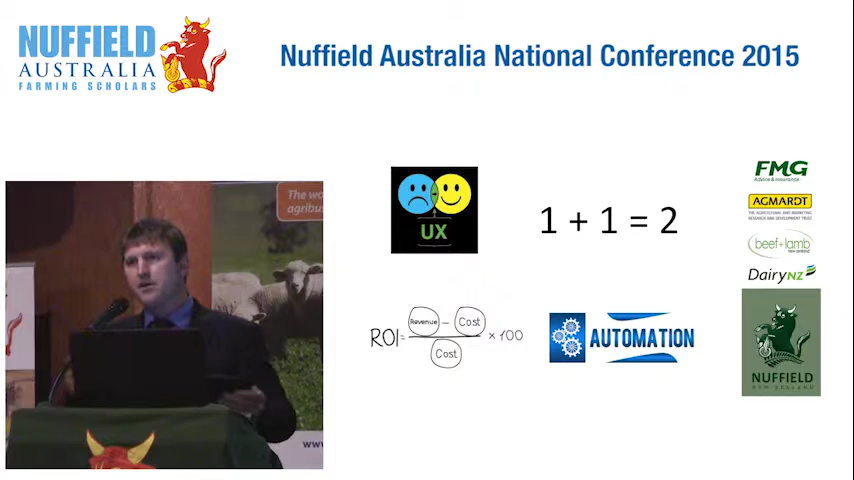 NUFFIELD
AUSTRALIA
FARMING SCHOLARS
Nuffield Australia National Conference 2015
The wo
agribus
UX
1 + 1 = 2
FMG
Advice & insurance
AGMARDT
THE AGRICULTURAL AND MARKETING
RESEARCH AND DEVELOPMENT TRUST
beef+lamb
new zealand
DairyNZ
ROI= Revenue − Cost × 100
Cost
AUTOMATION
NUFFIELD
NEW ZEALAND
www